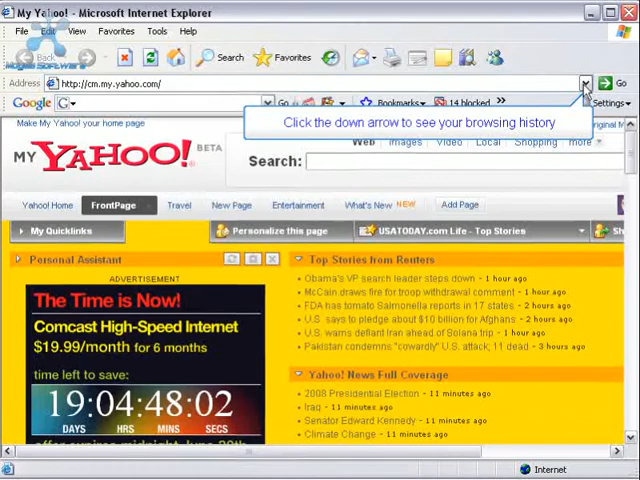 My Yahoo! - Microsoft Internet Explorer
File Edit View Favorites Tools Help
Back Search Favorites
Address http://cm.my.yahoo.com/ Go
Google G Go Bookmarks 14 blocked » Settings
Click the down arrow to see your browsing history
Make My Yahoo! your home page
Web Images Video Local Shopping more
MY YAHOO! BETA
Search:
Yahoo! Home FrontPage Travel New Page Entertainment What's New NEW Add Page
My Quicklinks Personalize this page USATODAY.com Life - Top Stories
Personal Assistant
ADVERTISEMENT
The Time is Now!
Comcast High-Speed Internet
$19.99/month for 6 months
time left to save:
19:04:48:02
DAYS HRS MINS SECS
offer expires midnight June 30th
Top Stories from Reuters
Obama's VP search leader steps down - 1 hour ago
McCain draws fire for troop withdrawal comment - 1 hour ago
FDA has tomato Salmonella reports in 17 states - 2 hours ago
U.S. says to pledge about $10 billion for Afghans - 2 hours ago
U.S. warns defiant Iran ahead of Solana trip - 1 hour ago
Pakistan condemns "cowardly" U.S. attack; 11 dead - 3 hours ago
Yahoo! News Full Coverage
2008 Presidential Election - 11 minutes ago
Iraq - 11 minutes ago
Senator Edward Kennedy - 11 minutes ago
Climate Change - 11 minutes ago
Internet